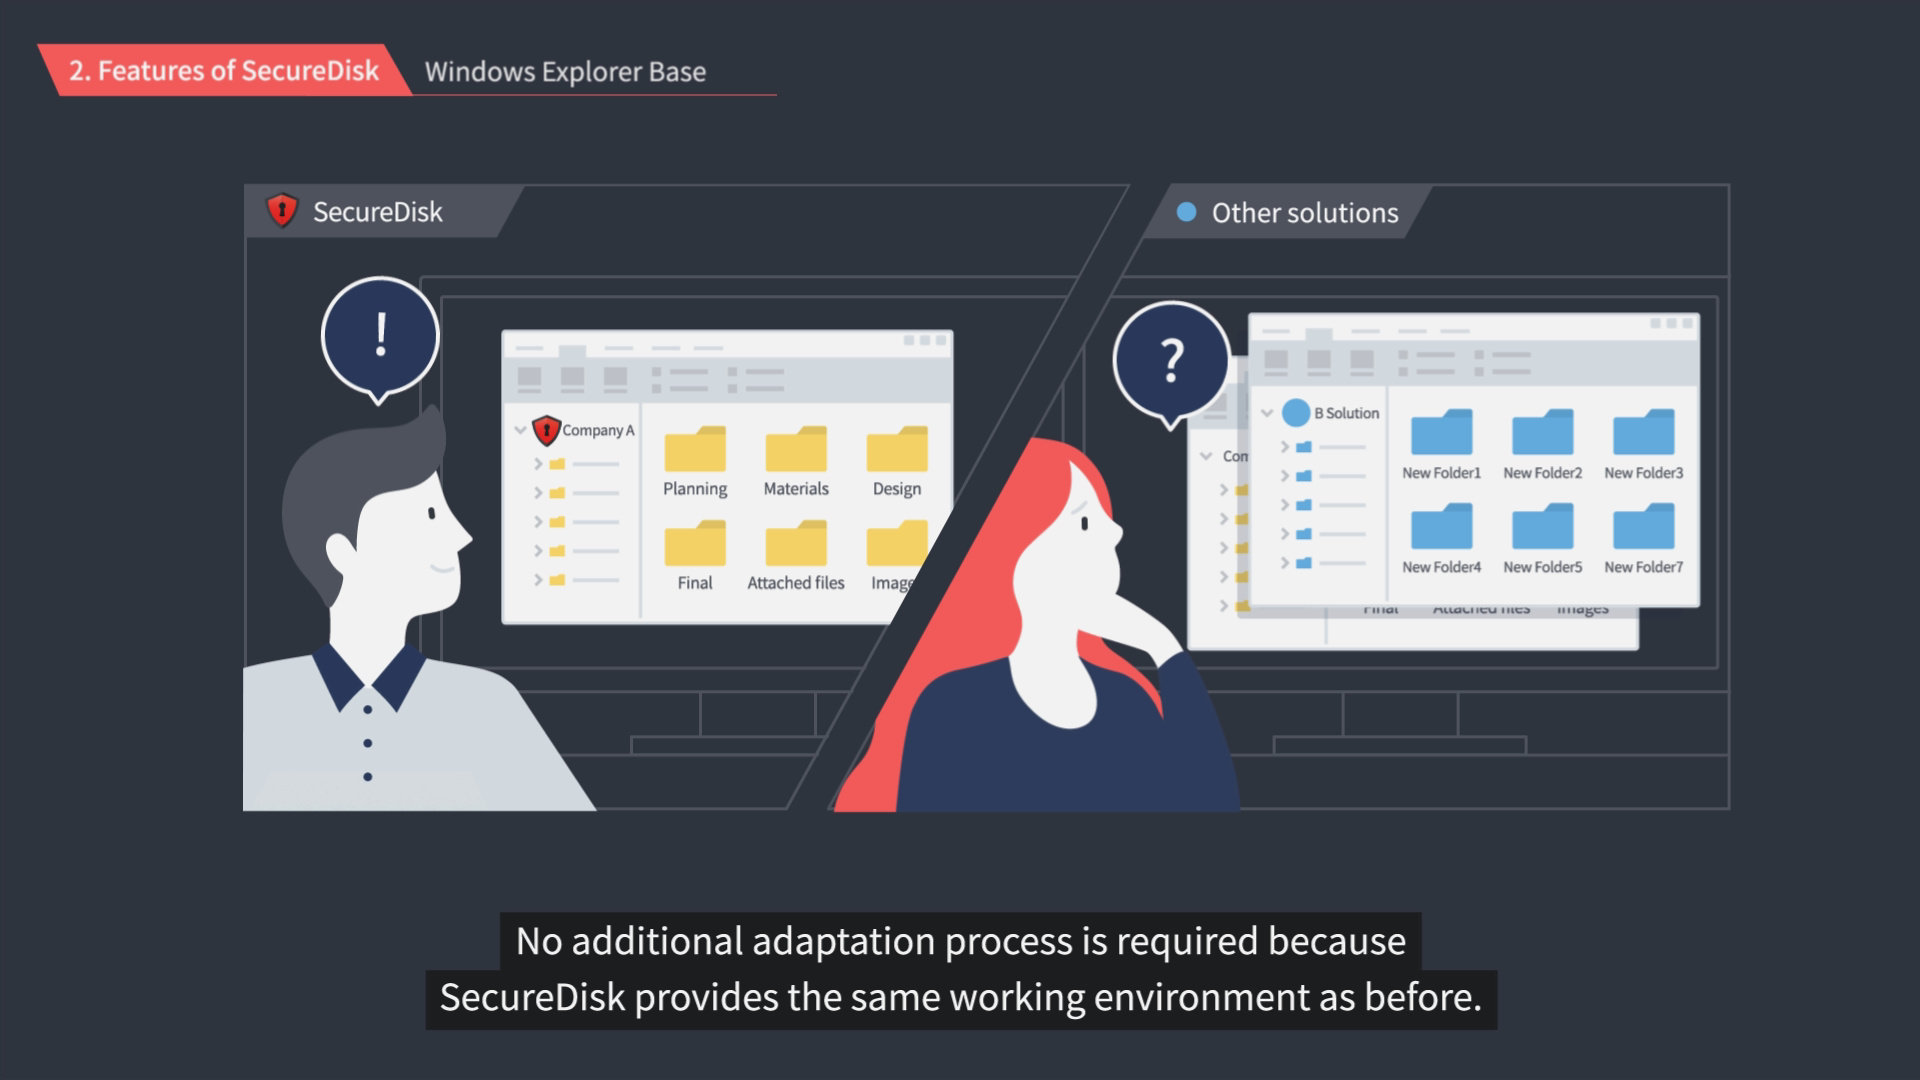 2. Features of SecureDisk
Windows Explorer Base
SecureDisk
Other solutions
!
?
Company A
Planning
Materials
Design
Final
Attached files
Image
Com
B Solution
New Folder1
New Folder2
New Folder3
New Folder4
New Folder5
New Folder7
Final
Attached files
Images
No additional adaptation process is required because
SecureDisk provides the same working environment as before.